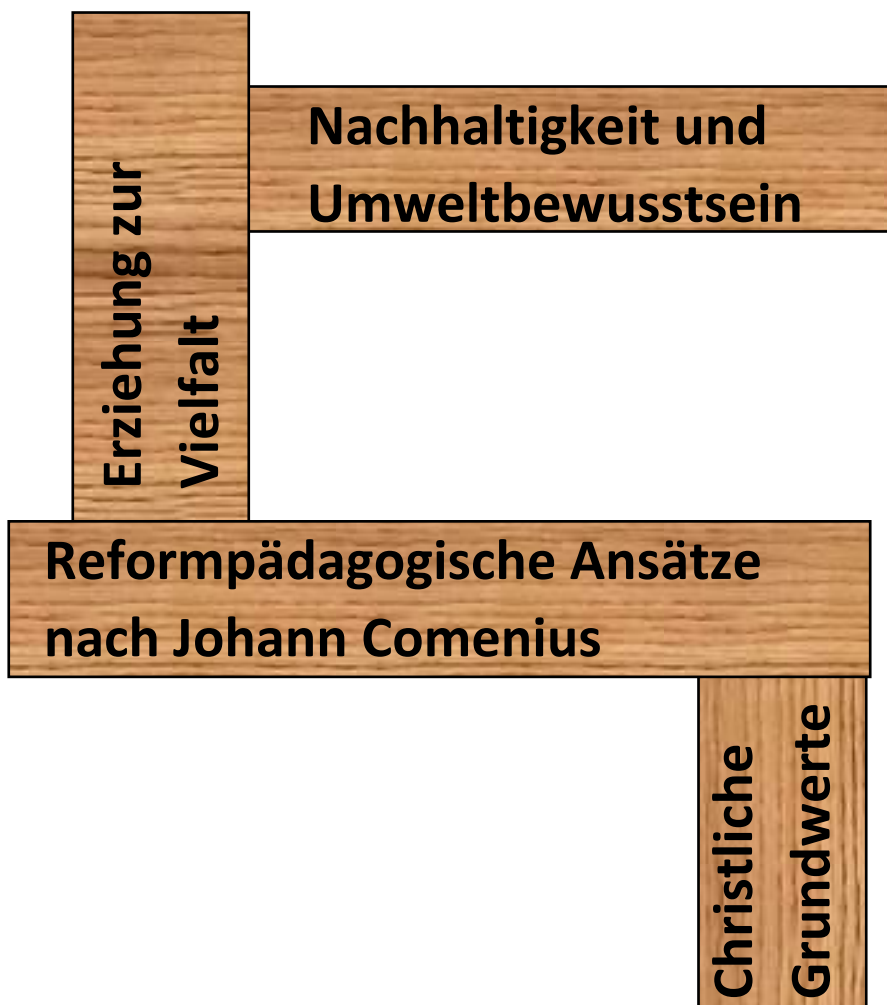 Nachhaltigkeit und
Umweltbewusstsein
Erziehung zur
Vielfalt
Reformpädagogische Ansätze
nach Johann Comenius
Christliche
Grundwerte